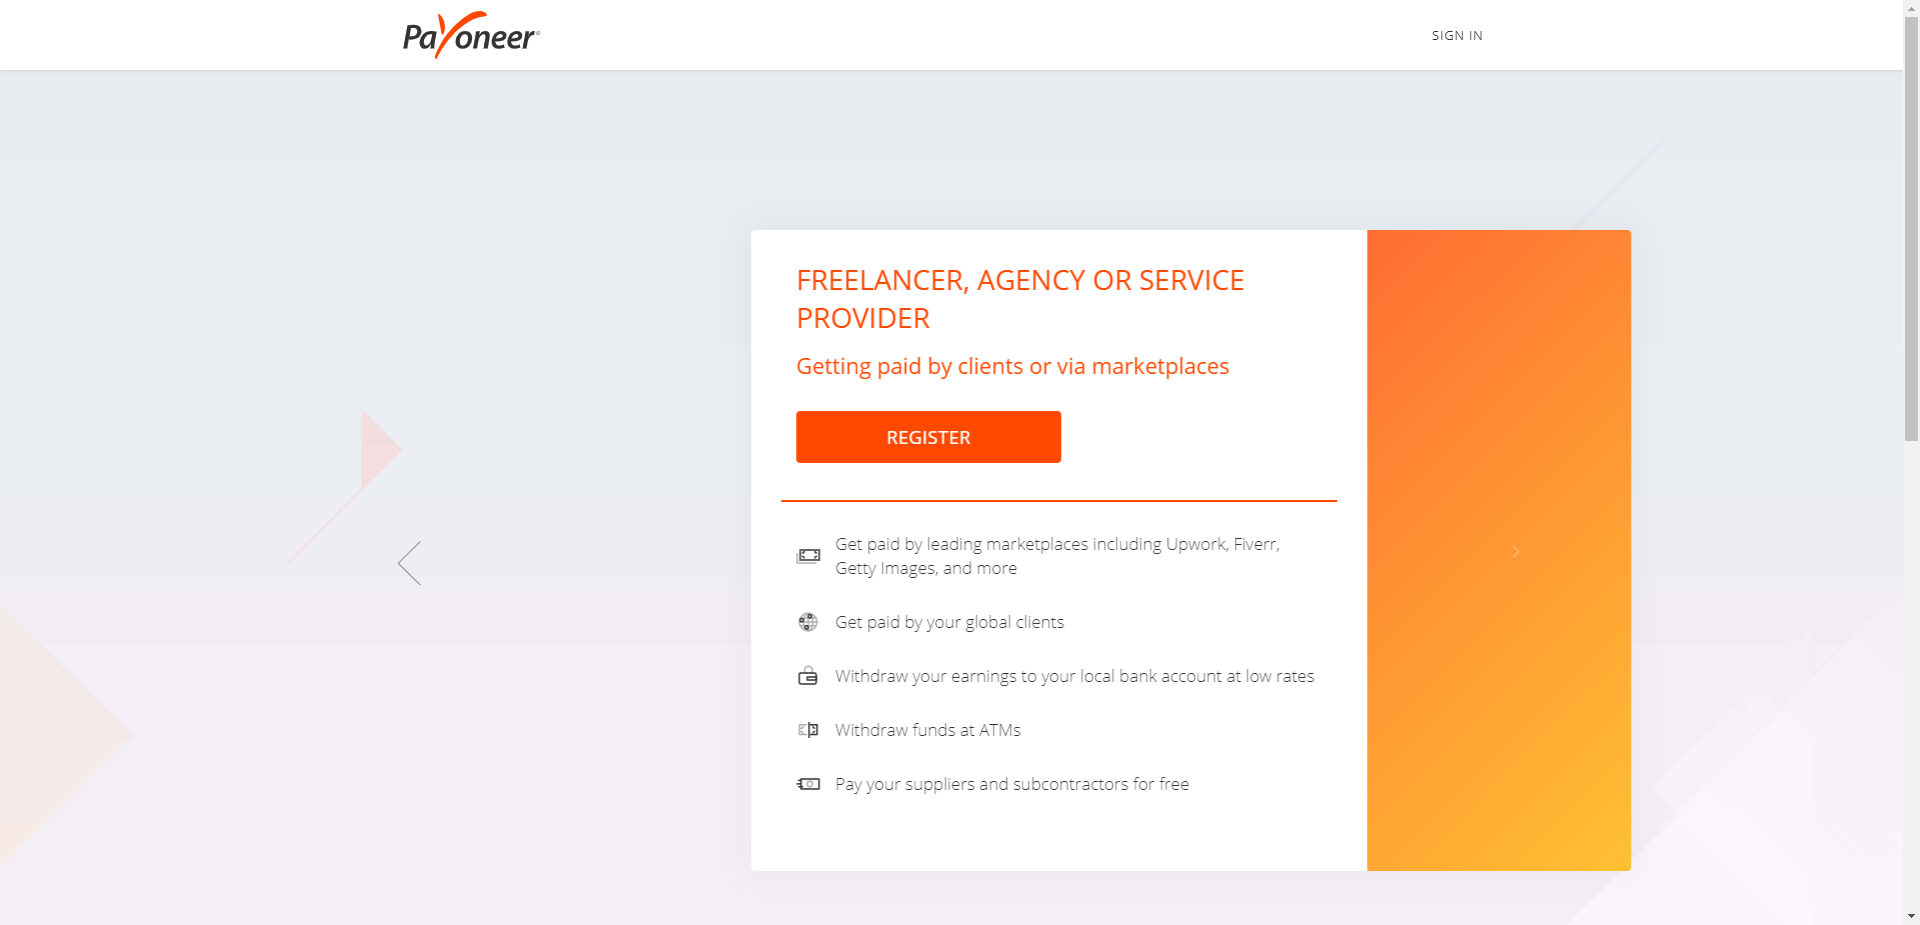 Payoneer
SIGN IN
FREELANCER, AGENCY OR SERVICE
PROVIDER
Getting paid by clients or via marketplaces
REGISTER
Get paid by leading marketplaces including Upwork, Fiverr,
Getty Images, and more
Get paid by your global clients
Withdraw your earnings to your local bank account at low rates
Withdraw funds at ATMs
Pay your suppliers and subcontractors for free